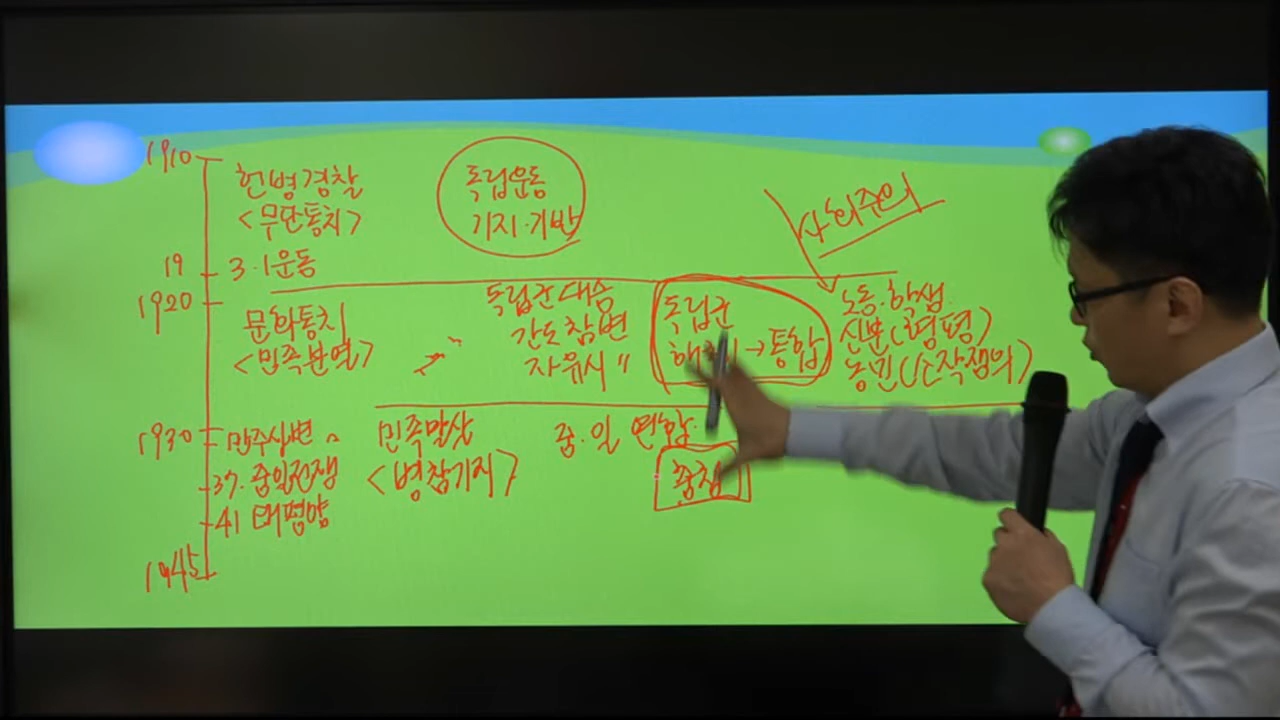 1910
헌병경찰
<무단통치>
독립운동
기지·기반
사회주의
19
3·1운동
1920
문화통치
<민족분열>
독립군대승
간도참변
자유시 〃
독립군
→통합
노동·학생
신분(형평)
농민(소작쟁의)
1930
만주사변
민족말살
<병참기지>
중·일 연합
37. 중일전쟁
41 태평양
1945